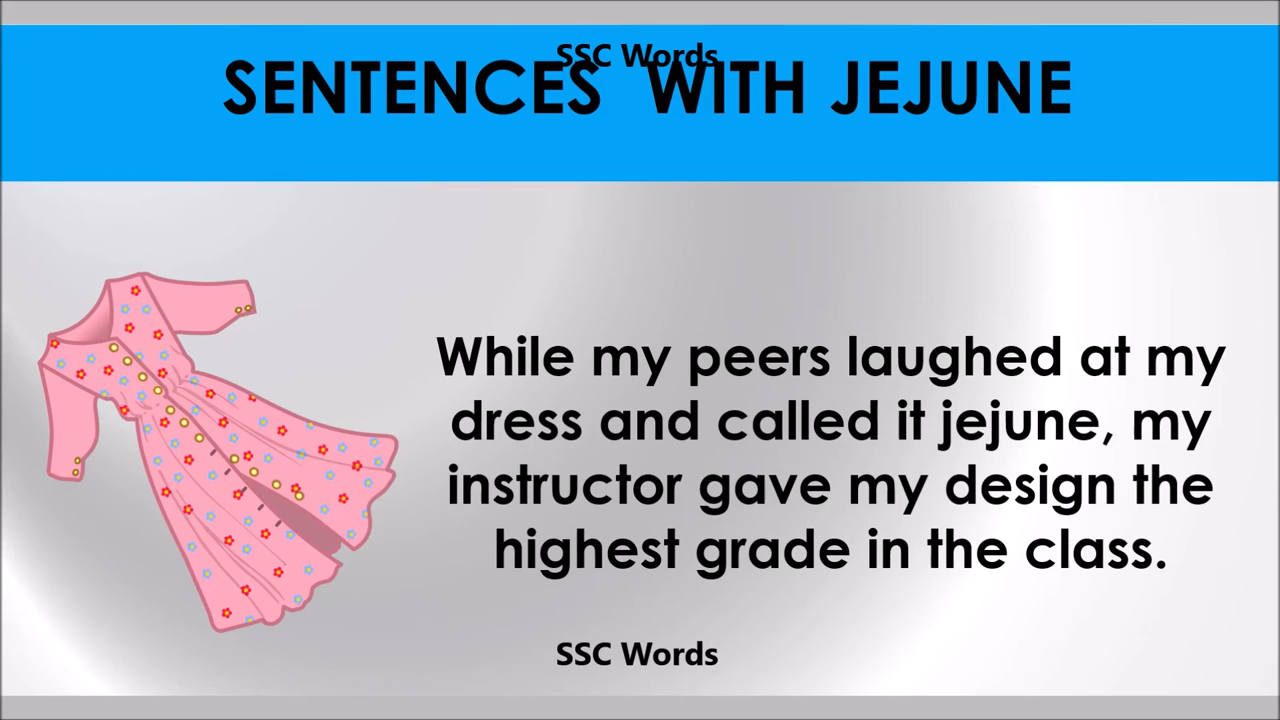 SSC Words
SENTENCES WITH JEJUNE
While my peers laughed at my
dress and called it jejune, my
instructor gave my design the
highest grade in the class.
SSC Words